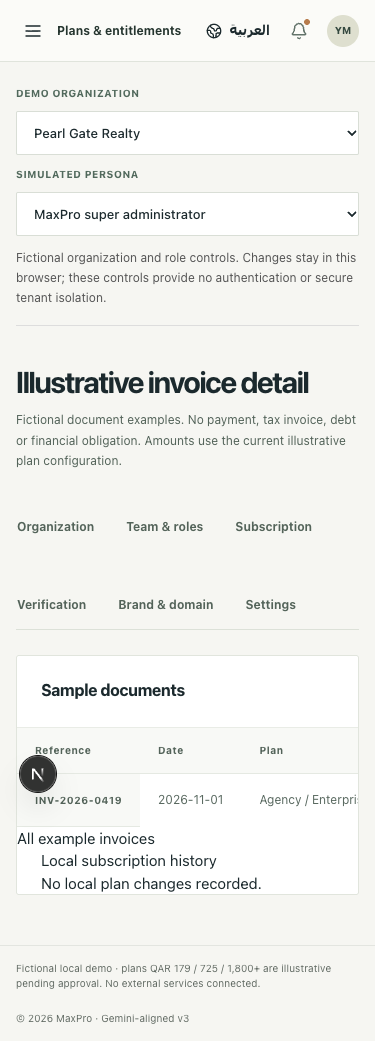 Plans & entitlements
العربية
YM
DEMO ORGANIZATION
Pearl Gate Realty
SIMULATED PERSONA
MaxPro super administrator
Fictional organization and role controls. Changes stay in this
browser; these controls provide no authentication or secure
tenant isolation.
Illustrative invoice detail
Fictional document examples. No payment, tax invoice, debt
or financial obligation. Amounts use the current illustrative
plan configuration.
Organization Team & roles Subscription
Verification Brand & domain Settings
Sample documents
Reference Date Plan
N
INV-2026-0419 2026-11-01 Agency / Enterpris
All example invoices
Local subscription history
No local plan changes recorded.
Fictional local demo · plans QAR 179 / 725 / 1,800+ are illustrative
pending approval. No external services connected.
© 2026 MaxPro · Gemini-aligned v3